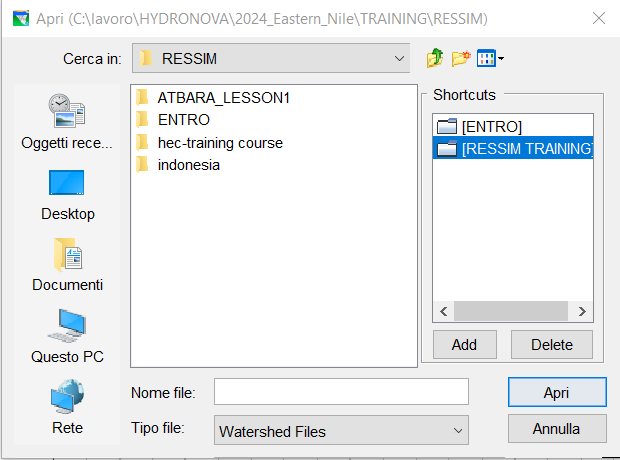 Apri (C:\lavoro\HYDRONOVA\2024_Eastern_Nile\TRAINING\RESSIM)
Cerca in: RESSIM
Oggetti rece...
Desktop
Documenti
Questo PC
Rete
ATBARA_LESSON1
ENTRO
hec-training course
indonesia
Shortcuts
[ENTRO]
[RESSIM TRAINING]
Add Delete
Nome file:
Apri
Tipo file: Watershed Files
Annulla